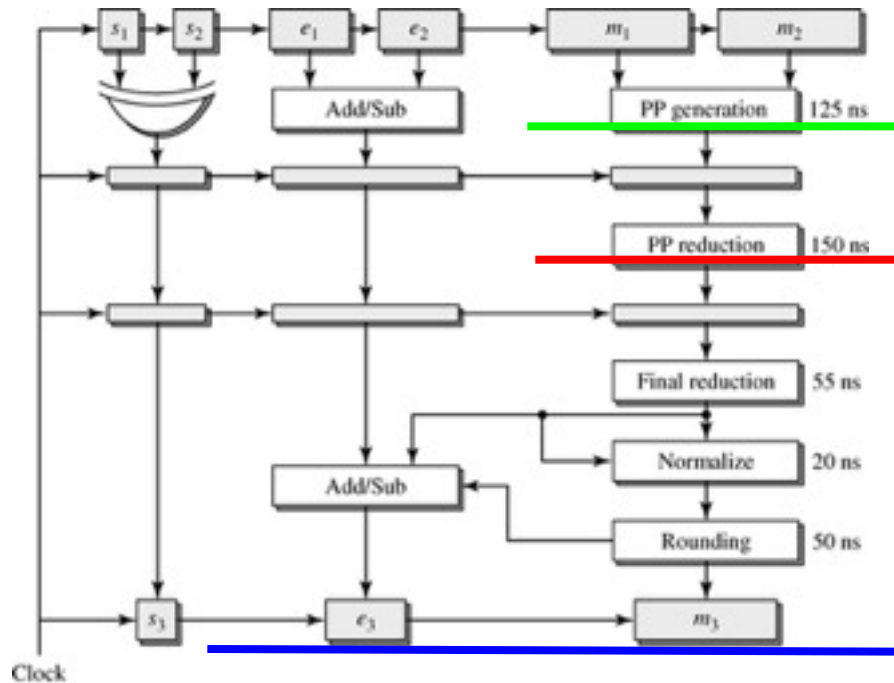 s1 s2 e1 e2 m1 m2
Add/Sub PP generation 125 ns
PP reduction 150 ns
Final reduction 55 ns
Normalize 20 ns
Add/Sub
Rounding 50 ns
s3 e3 m3
Clock